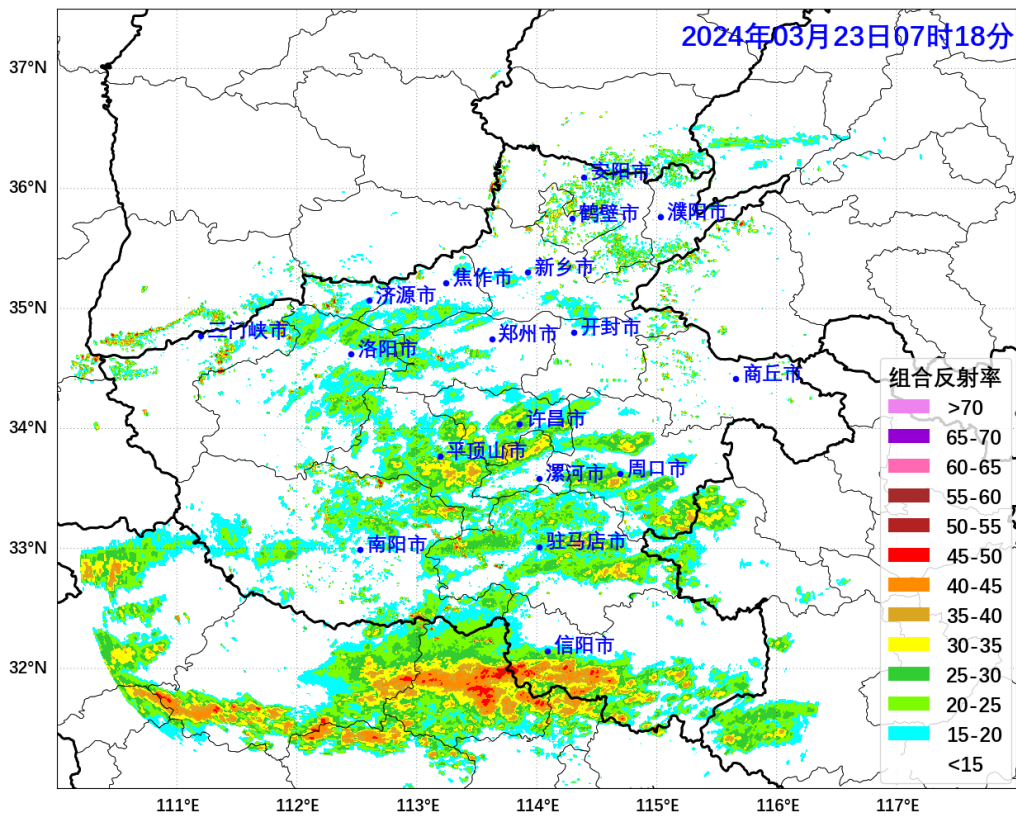 2024年03月23日07时18分
37°N
36°N
35°N
34°N
33°N
32°N
安阳市
鹤壁市
濮阳市
新乡市
焦作市
济源市
三门峡市
郑州市
开封市
洛阳市
商丘市
许昌市
平顶山市
漯河市
周口市
南阳市
驻马店市
信阳市
组合反射率
>70
65-70
60-65
55-60
50-55
45-50
40-45
35-40
30-35
25-30
20-25
15-20
<15
111°E
112°E
113°E
114°E
115°E
116°E
117°E